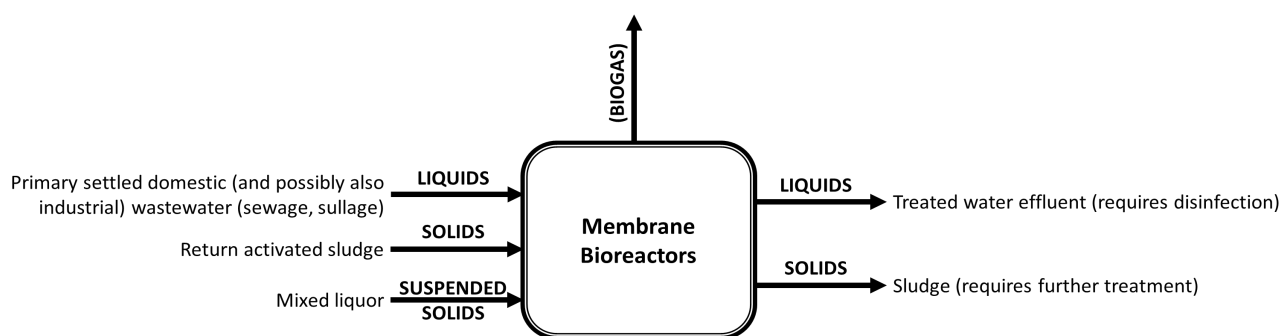 (BIOGAS)
Primary settled domestic (and possibly also
industrial) wastewater (sewage, sullage)
LIQUIDS
Return activated sludge
SOLIDS
Mixed liquor
SUSPENDED
SOLIDS
Membrane
Bioreactors
LIQUIDS
Treated water effluent (requires disinfection)
SOLIDS
Sludge (requires further treatment)